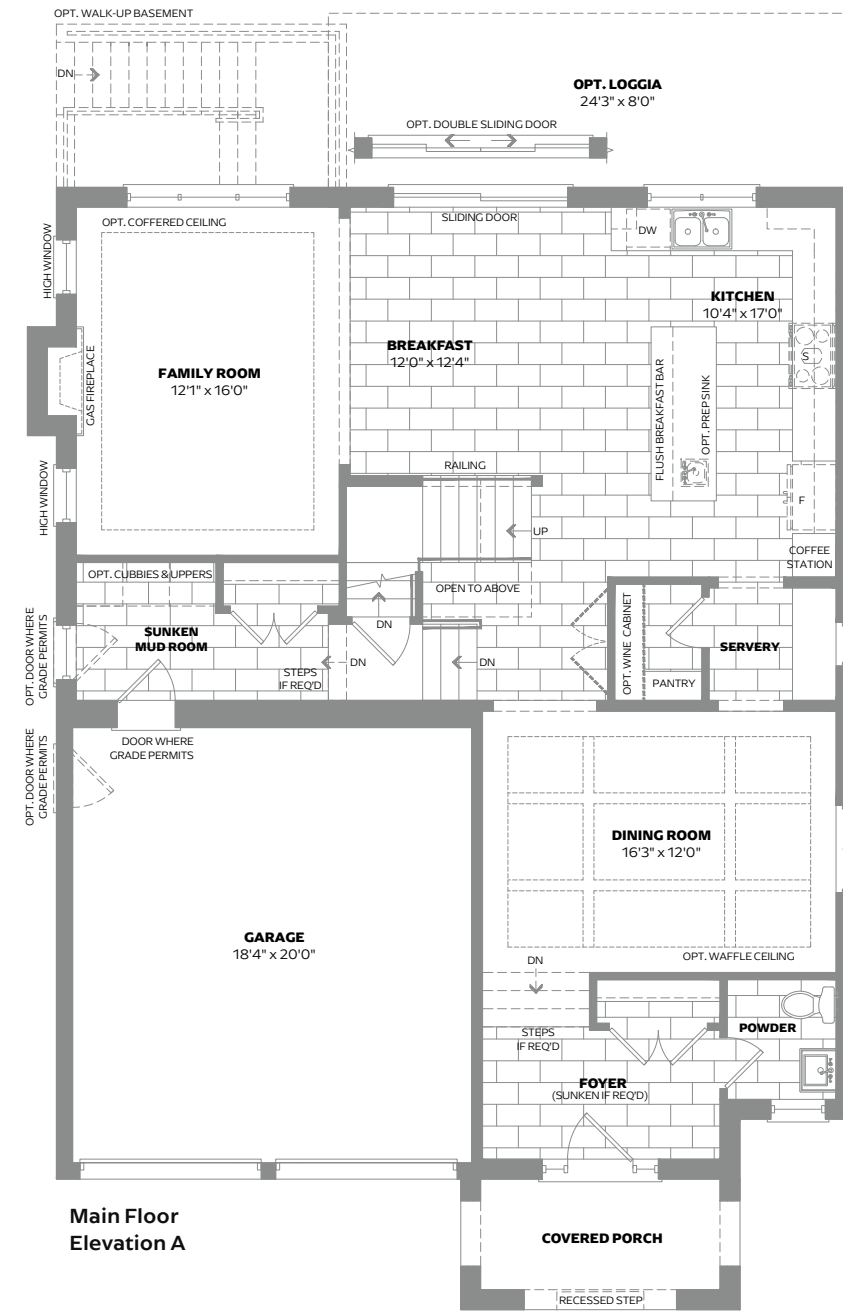 OPT. WALK-UP BASEMENT
DN
OPT. LOGGIA
24'3" x 8'0"
OPT. DOUBLE SLIDING DOOR
OPT. COFFERED CEILING
SLIDING DOOR
DW
HIGH WINDOW
KITCHEN
10'4" x 17'0"
BREAKFAST
12'0" x 12'4"
S
GAS FIREPLACE
FAMILY ROOM
12'1" x 16'0"
FLUSH BREAKFAST BAR
OPT. PREP SINK
RAILING
HIGH WINDOW
F
UP
COFFEE
STATION
OPT. CUBBIES & UPPERS
OPEN TO ABOVE
DN
OPT. WINE CABINET
SUNKEN
MUD ROOM
SERVERY
OPT. DOOR WHERE
GRADE PERMITS
DN
DN
STEPS
IF REQ'D
PANTRY
DOOR WHERE
GRADE PERMITS
OPT. DOOR WHERE
GRADE PERMITS
DINING ROOM
16'3" x 12'0"
GARAGE
18'4" x 20'0"
OPT. WAFFLE CEILING
DN
STEPS
IF REQ'D
POWDER
FOYER
(SUNKEN IF REQ'D)
Main Floor
Elevation A
COVERED PORCH
RECESSED STEP